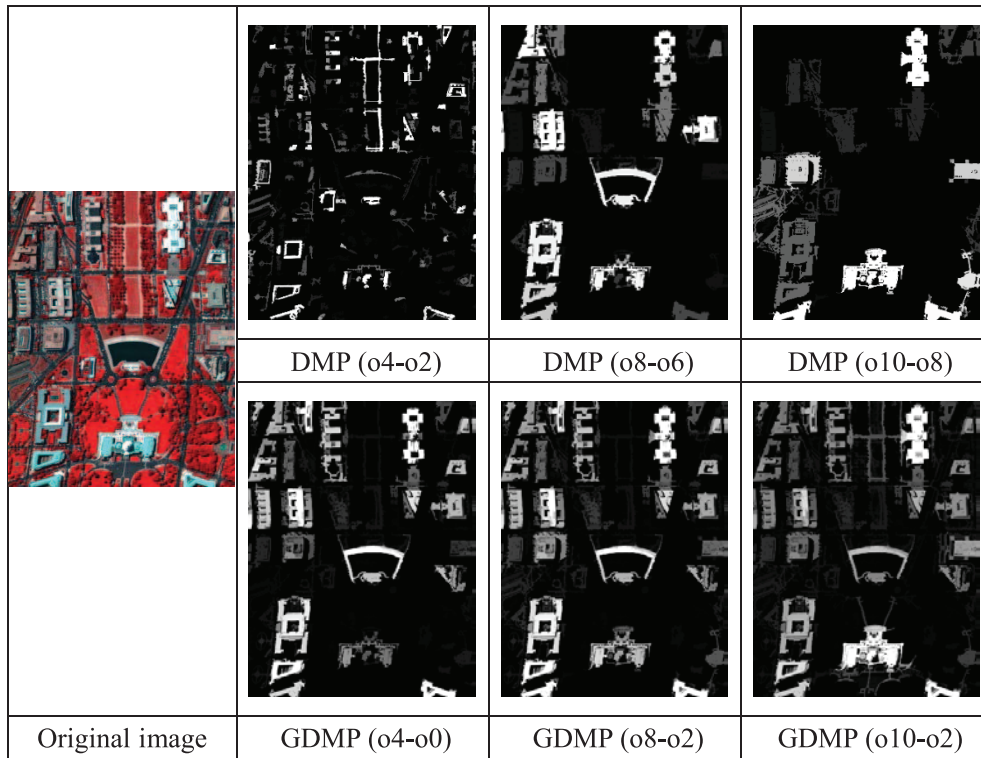 DMP (o4-o2)
DMP (o8-o6)
DMP (o10-o8)
Original image
GDMP (o4-o0)
GDMP (o8-o2)
GDMP (o10-o2)